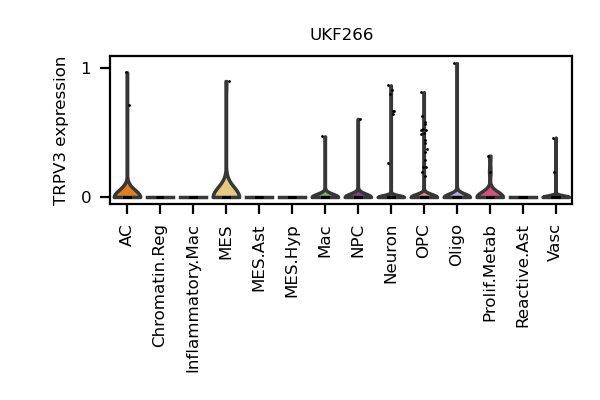 UKF266
TRPV3 expression
1
0
AC
Chromatin.Reg
Inflammatory.Mac
MES
MES.Ast
MES.Hyp
Mac
NPC
Neuron
OPC
Oligo
Prolif.Metab
Reactive.Ast
Vasc